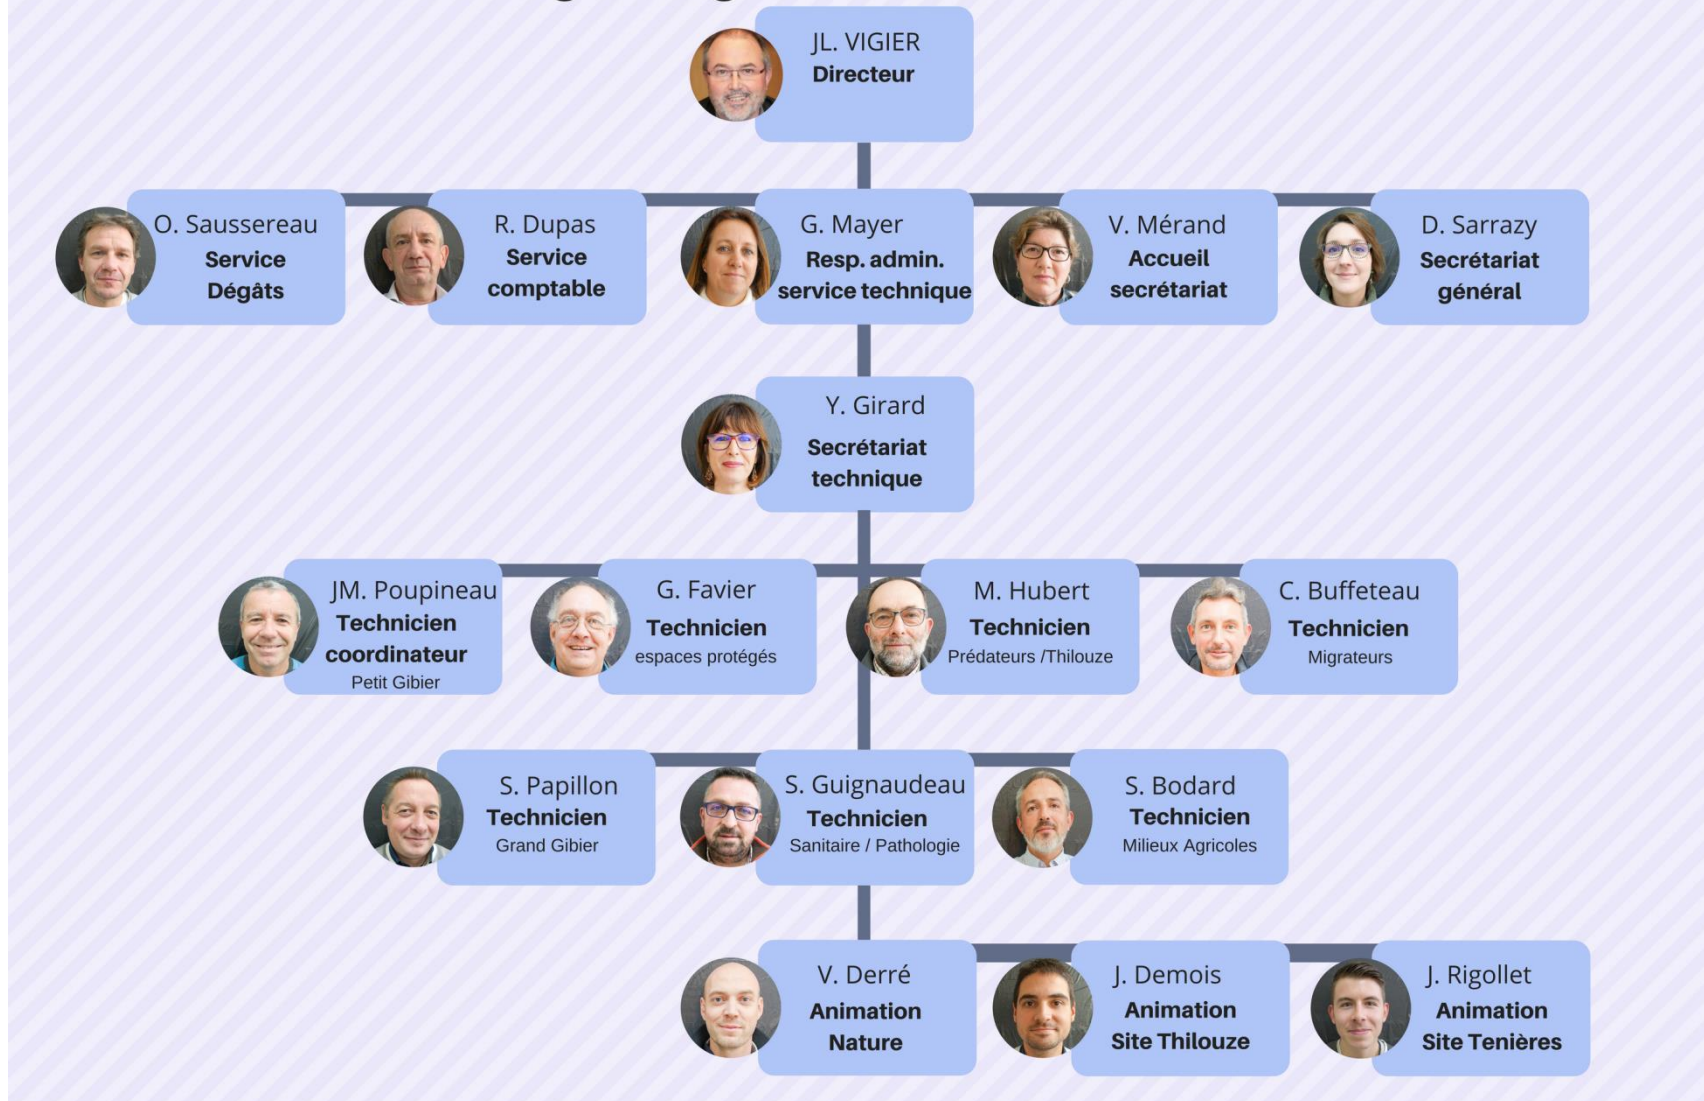 JL. VIGIER
Directeur
O. Saussereau
Service
Dégâts
R. Dupas
Service
comptable
G. Mayer
Resp. admin.
service technique
V. Mérand
Accueil
secrétariat
D. Sarrazy
Secrétariat
général
Y. Girard
Secrétariat
technique
JM. Poupineau
Technicien
coordinateur
Petit Gibier
G. Favier
Technicien
espaces protégés
M. Hubert
Technicien
Prédateurs /Thilouze
C. Buffeteau
Technicien
Migrateurs
S. Papillon
Technicien
Grand Gibier
S. Guignaudeau
Technicien
Sanitaire / Pathologie
S. Bodard
Technicien
Milieux Agricoles
V. Derré
Animation
Nature
J. Demois
Animation
Site Thilouze
J. Rigollet
Animation
Site Tenières